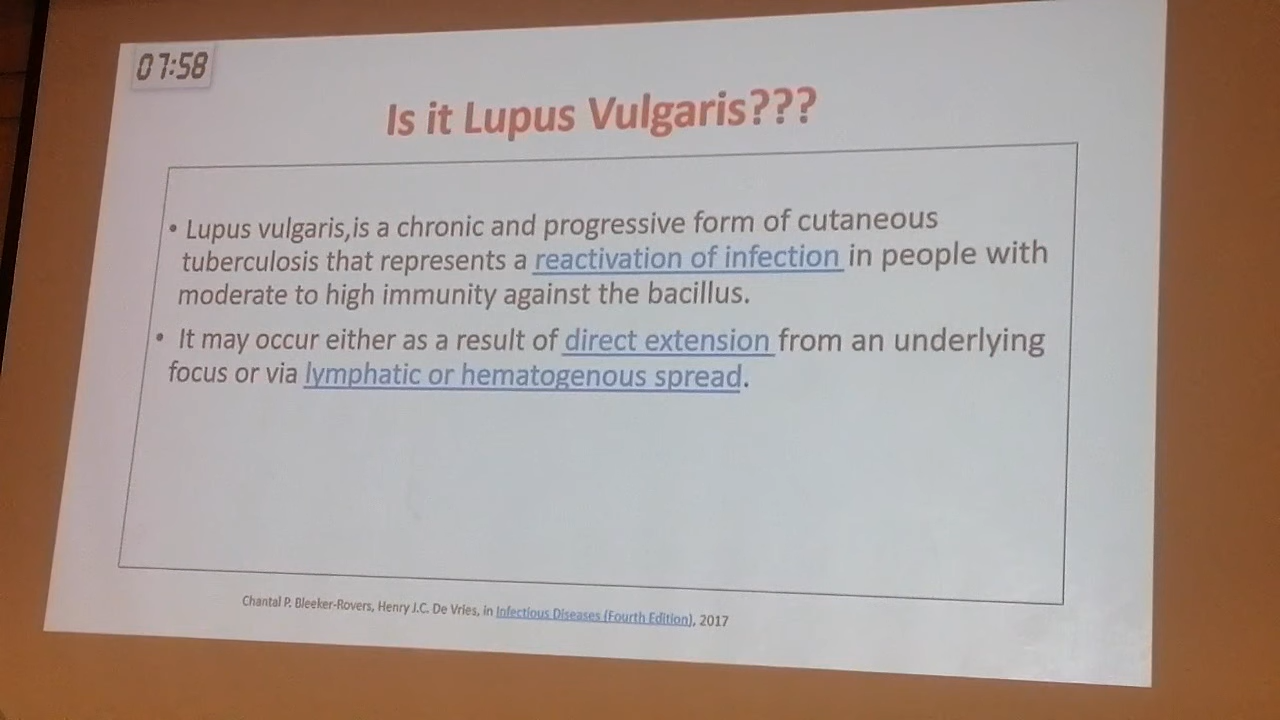 07:58
Is it Lupus Vulgaris???
• Lupus vulgaris,is a chronic and progressive form of cutaneous
tuberculosis that represents a reactivation of infection in people with
moderate to high immunity against the bacillus.
• It may occur either as a result of direct extension from an underlying
focus or via lymphatic or hematogenous spread.
Chantal P. Bleeker-Rovers, Henry J.C. De Vries, in Infectious Diseases (Fourth Edition), 2017